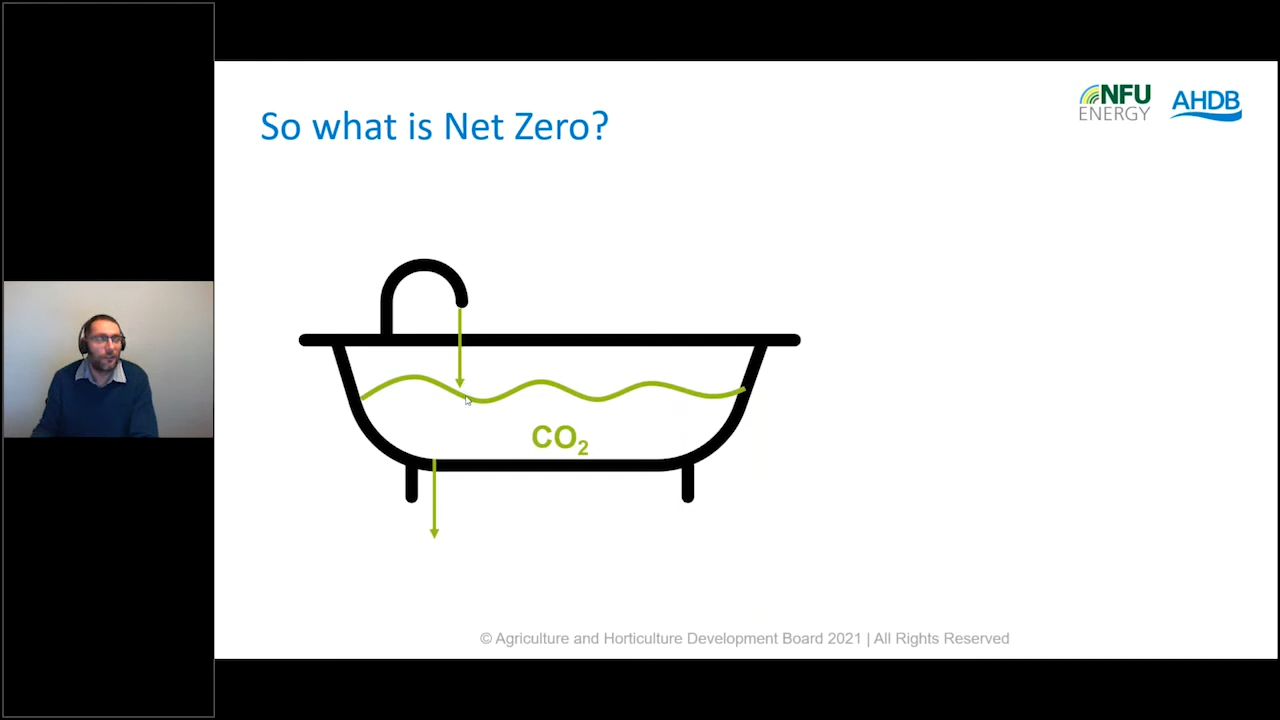 So what is Net Zero?
NFU
ENERGY
AHDB
CO₂
© Agriculture and Horticulture Development Board 2021 | All Rights Reserved